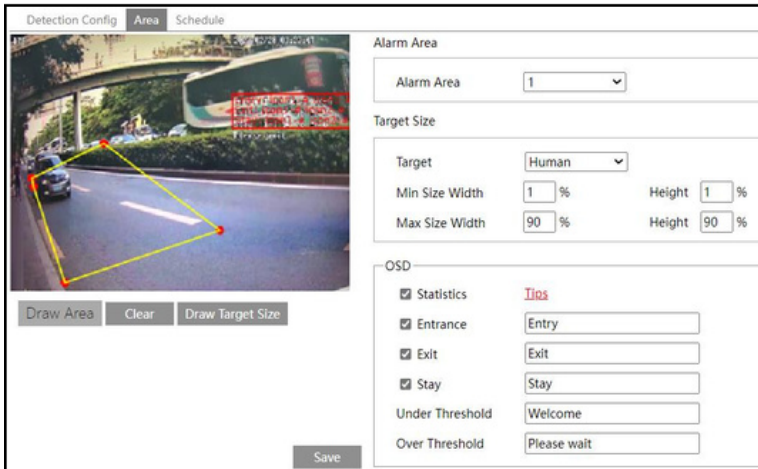 Detection Config Area Schedule
Alarm Area
Alarm Area 1
Target Size
Target Human
Min Size Width 1 % Height 1 %
Max Size Width 90 % Height 90 %
OSD
Statistics Tips
Entrance Entry
Exit Exit
Stay Stay
Under Threshold Welcome
Over Threshold Please wait
Draw Area Clear Draw Target Size
Save